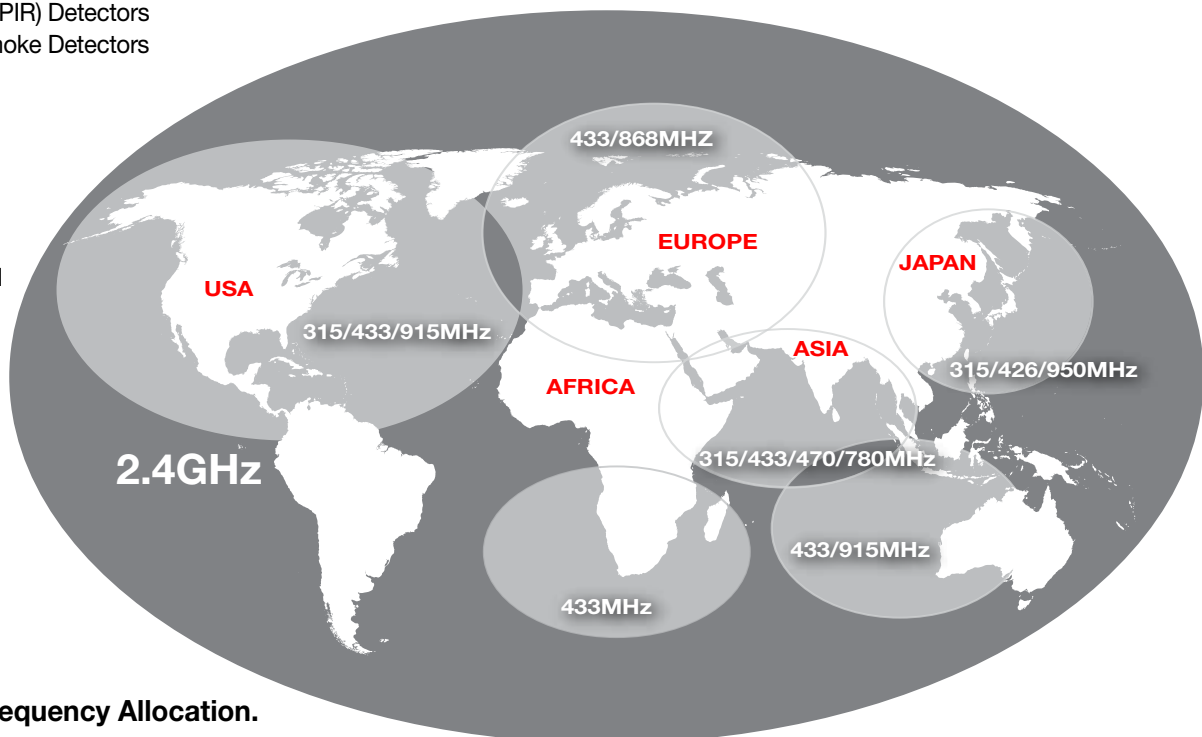 PIR) Detectors
oke Detectors
433/868MHZ
EUROPE
JAPAN
USA
315/433/915MHz
ASIA
315/426/950MHz
AFRICA
2.4GHz
315/433/470/780MHz
433/915MHz
433MHz
equency Allocation.